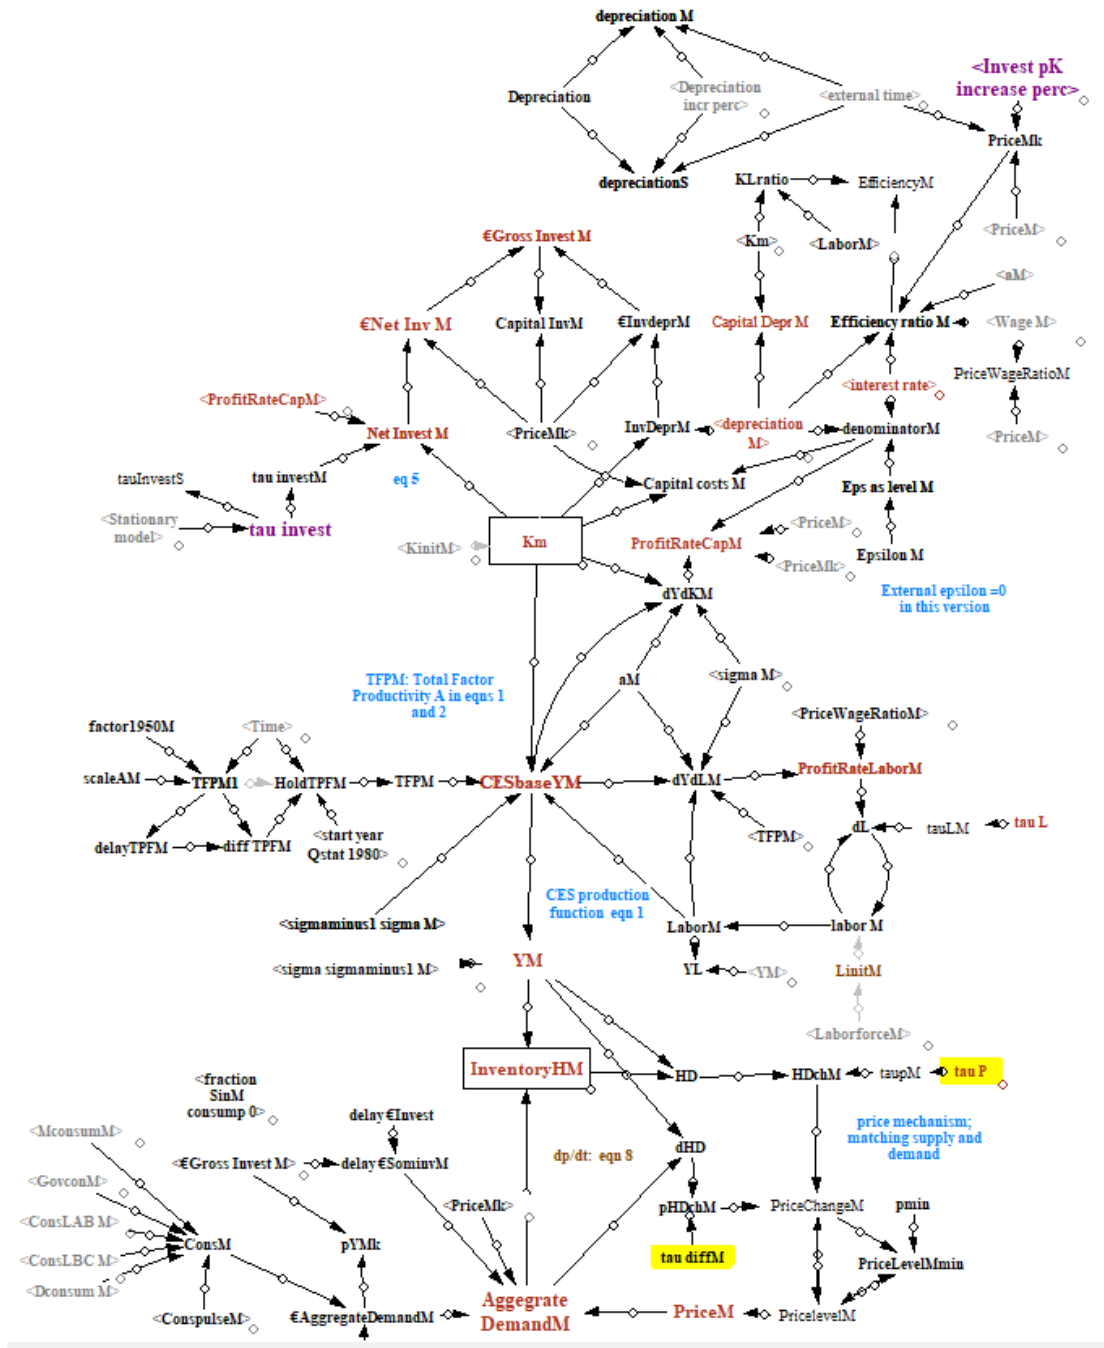 depreciation M
<Invest pK
increase perc>
Depreciation
<Depreciation
incr perc>
<external time>
PriceMk
depreciationS
KLratio
EfficiencyM
<PriceM>
€Gross Invest M
<Km>
<LaborM>
<aM>
€Net Inv M
Capital InvM
€InvdeprM
Capital Depr M
Efficiency ratio M
<Wage M>
PriceWageRatioM
<ProfitRateCapM>
<interest rate>
Net Invest M
<PriceMk>
InvDeprM
<depreciation
M>
denominatorM
<PriceM>
tauInvestS
tau investM
eq 5
Capital costs M
Eps as level M
<Stationary
model>
tau invest
<KinitM>
Km
ProfitRateCapM
<PriceM>
<PriceMk>
Epsilon M
dYdKM
External epsilon =0
in this version
TFPM: Total Factor
Productivity A in eqns 1
and 2
aM
<sigma M>
factor1950M
<Time>
<PriceWageRatioM>
scaleAM
TFPM1
HoldTPFM
TFPM
CESbaseYM
dYdLM
ProfitRateLaborM
delayTPFM
diff TPFM
<start year
Qstat 1980>
<TFPM>
dL
tauLM
tau L
CES production
function eqn 1
<sigmaminus1 sigma M>
LaborM
labor M
<sigma sigmaminus1 M>
YM
YL
<YM>
LinitM
<LaborforceM>
InventoryHM
HD
HDchM
taupM
tau P
<fraction
SinM
consump 0>
delay €Invest
price mechanism;
matching supply and
demand
<MconsumM>
dp/dt: eqn 8
dHD
<€Gross Invest M>
delay €SominvM
<GovconM>
<PriceMk>
pHDchM
PriceChangeM
pmin
<ConsLAB M>
ConsM
pYMk
<ConsLBC M>
tau diffM
PriceLevelMmin
<Dconsum M>
<ConspulseM>
€AggregateDemandM
Aggegrate
DemandM
PriceM
PricelevelM